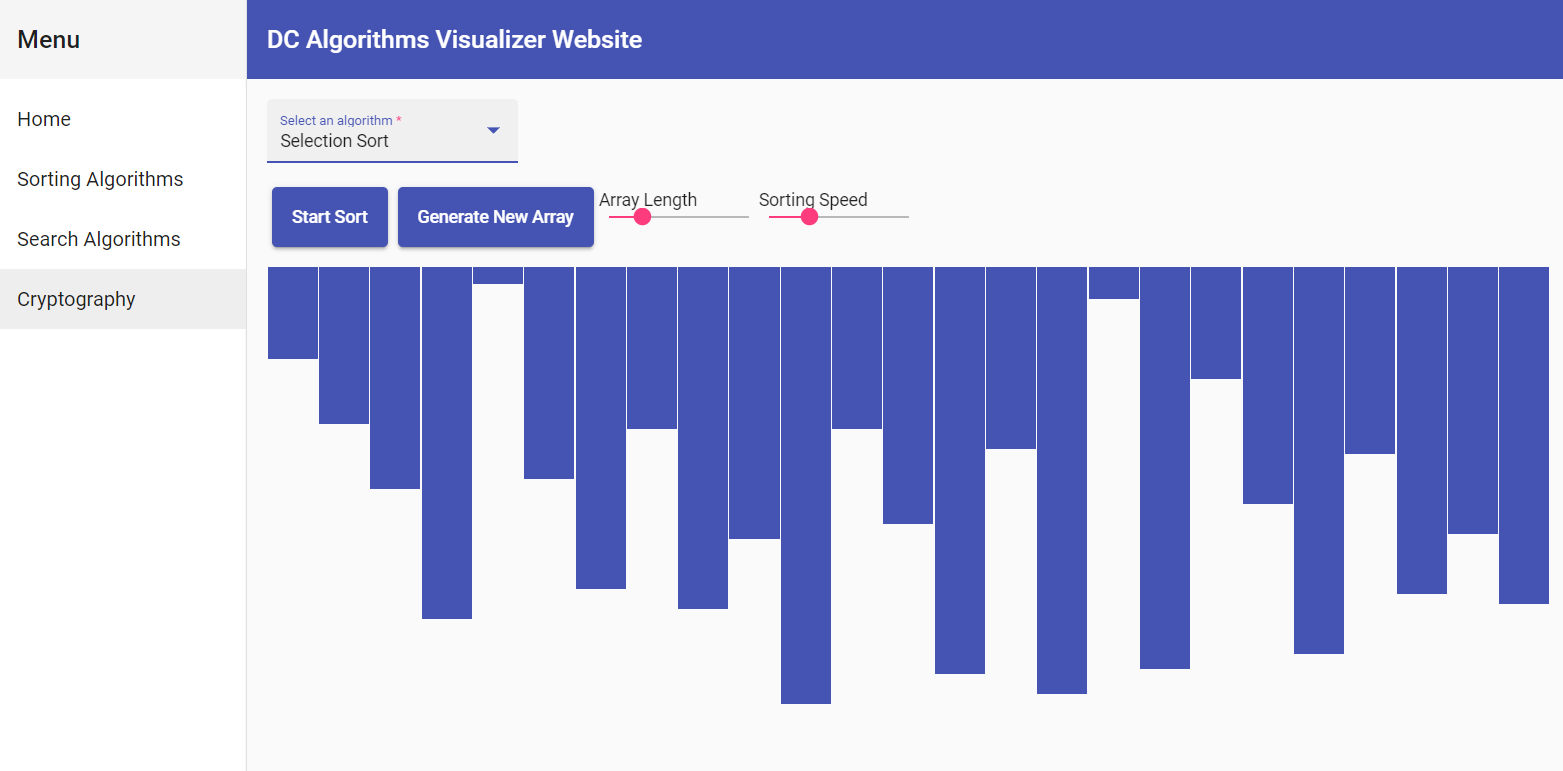 Menu
DC Algorithms Visualizer Website
Home
Sorting Algorithms
Search Algorithms
Cryptography
Select an algorithm *
Selection Sort
Start Sort
Generate New Array
Array Length
Sorting Speed